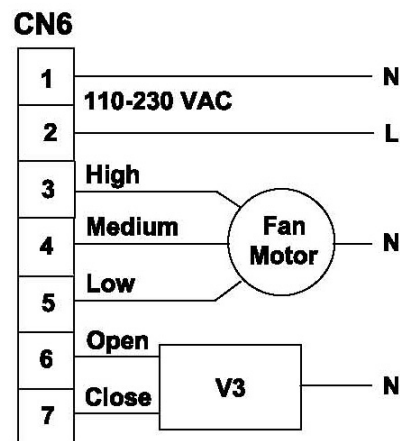 CN6
1 N
110-230 VAC
2 L
3 High
4 Medium Fan Motor N
5 Low
6 Open
V3 N
7 Close